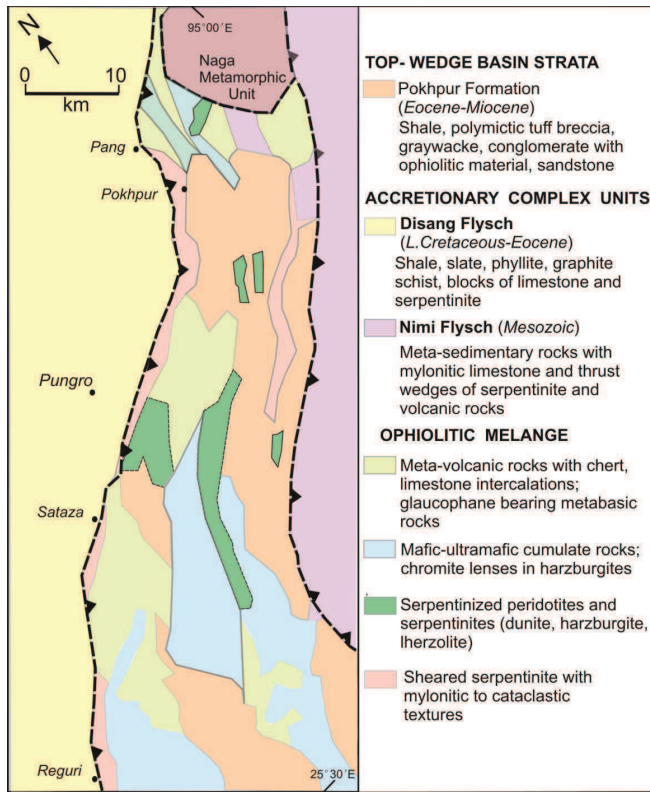 N
0 10
km
95°00´E
Naga
Metamorphic
Unit
Pang
Pokhpur
Pungro
Sataza
Reguri
25°30´E
TOP- WEDGE BASIN STRATA
Pokhpur Formation
(Eocene-Miocene)
Shale, polymictic tuff breccia,
graywacke, conglomerate with
ophiolitic material, sandstone
ACCRETIONARY COMPLEX UNITS
Disang Flysch
(L.Cretaceous-Eocene)
Shale, slate, phyllite, graphite
schist, blocks of limestone and
serpentinite
Nimi Flysch (Mesozoic)
Meta-sedimentary rocks with
mylonitic limestone and thrust
wedges of serpentinite and
volcanic rocks
OPHIOLITIC MELANGE
Meta-volcanic rocks with chert,
limestone intercalations;
glaucophane bearing metabasic
rocks
Mafic-ultramafic cumulate rocks;
chromite lenses in harzburgites
Serpentinized peridotites and
serpentinites (dunite, harzburgite,
lherzolite)
Sheared serpentinite with
mylonitic to cataclastic
textures